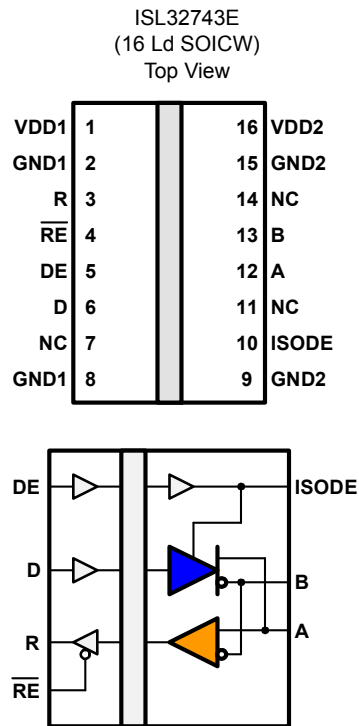 ISL32743E
(16 Ld SOICW)
Top View
VDD1 1 16 VDD2
GND1 2 15 GND2
R 3 14 NC
RE 4 13 B
DE 5 12 A
D 6 11 NC
NC 7 10 ISODE
GND1 8 9 GND2
DE ISODE
D B
R A
RE